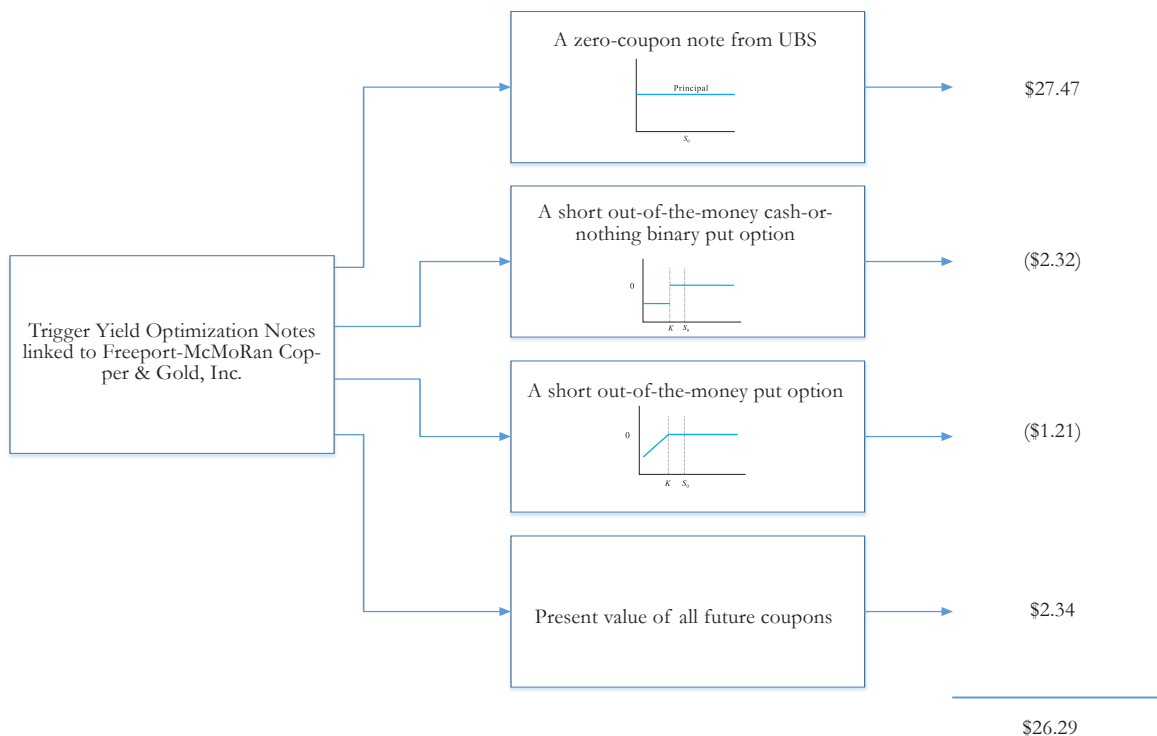 A zero-coupon note from UBS
Principal
S0
$27.47
A short out-of-the-money cash-or-
nothing binary put option
0
K
S0
($2.32)
Trigger Yield Optimization Notes
linked to Freeport-McMoRan Cop-
per & Gold, Inc.
A short out-of-the-money put option
0
K
S0
($1.21)
Present value of all future coupons
$2.34
$26.29